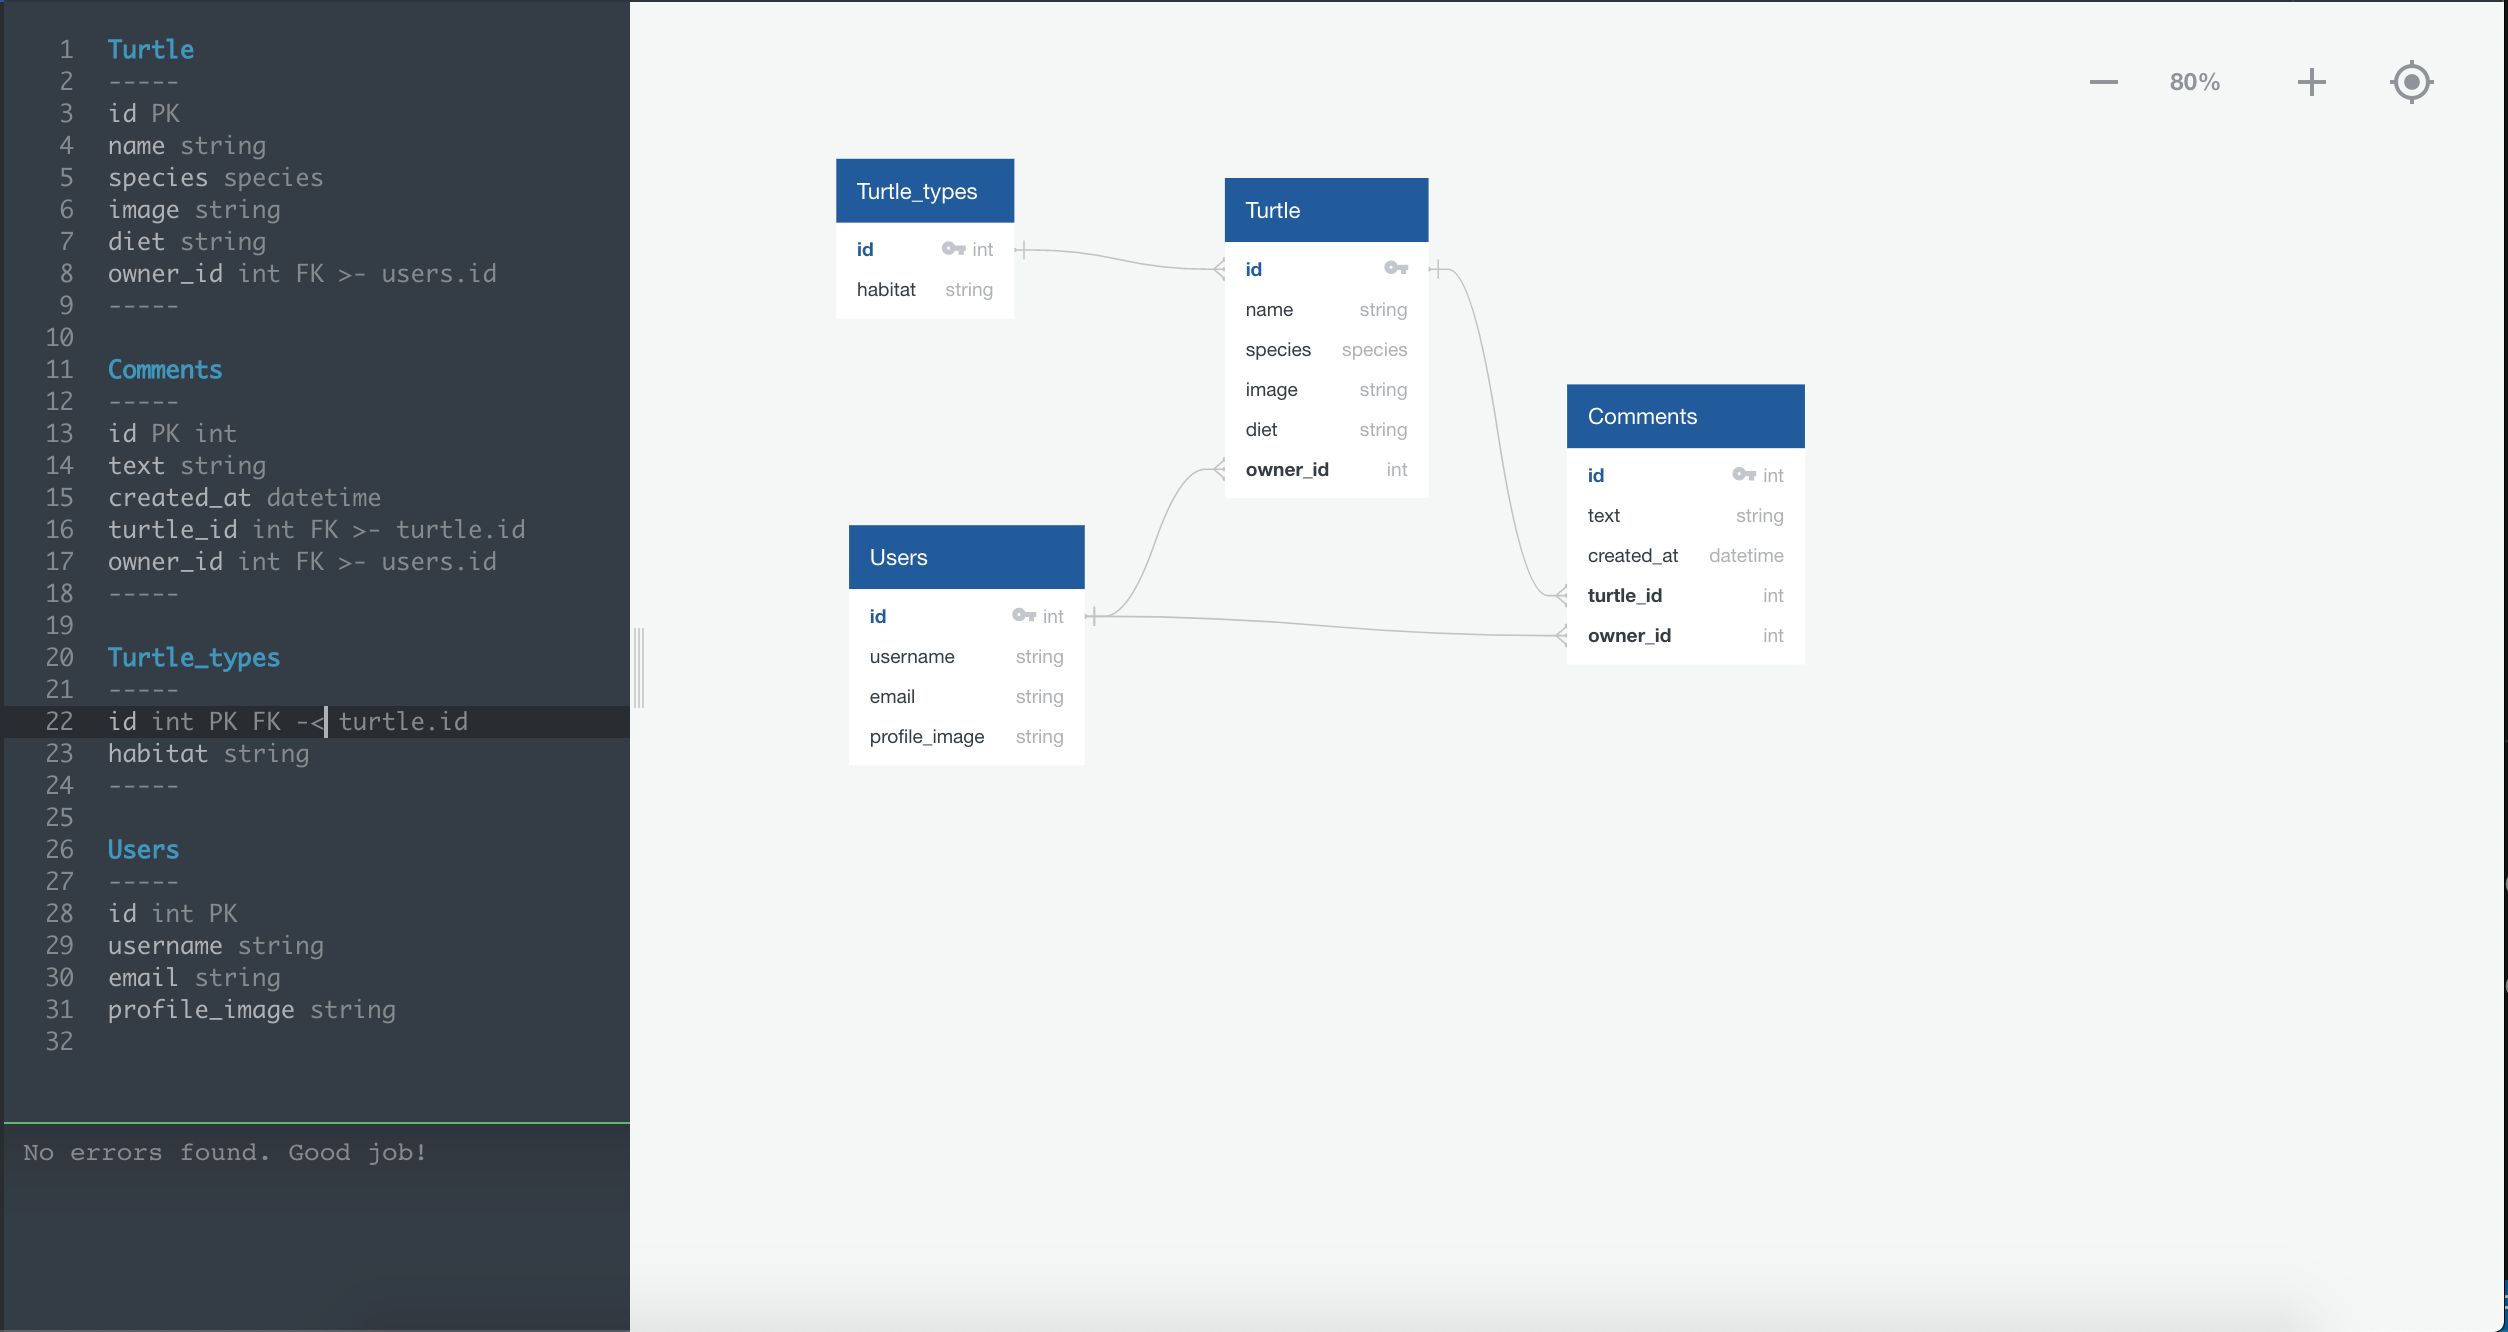 1 Turtle
2 -----
3 id PK
4 name string
5 species species
6 image string
7 diet string
8 owner_id int FK >- users.id
9 -----
10
11 Comments
12 -----
13 id PK int
14 text string
15 created_at datetime
16 turtle_id int FK >- turtle.id
17 owner_id int FK >- users.id
18 -----
19
20 Turtle_types
21 -----
22 id int PK FK -< turtle.id
23 habitat string
24 -----
25
26 Users
27 -----
28 id int PK
29 username string
30 email string
31 profile_image string
32
No errors found. Good job!
80%
Turtle_types
id int
habitat string
Turtle
id
name string
species species
image string
diet string
owner_id int
Users
id int
username string
email string
profile_image string
Comments
id int
text string
created_at datetime
turtle_id int
owner_id int